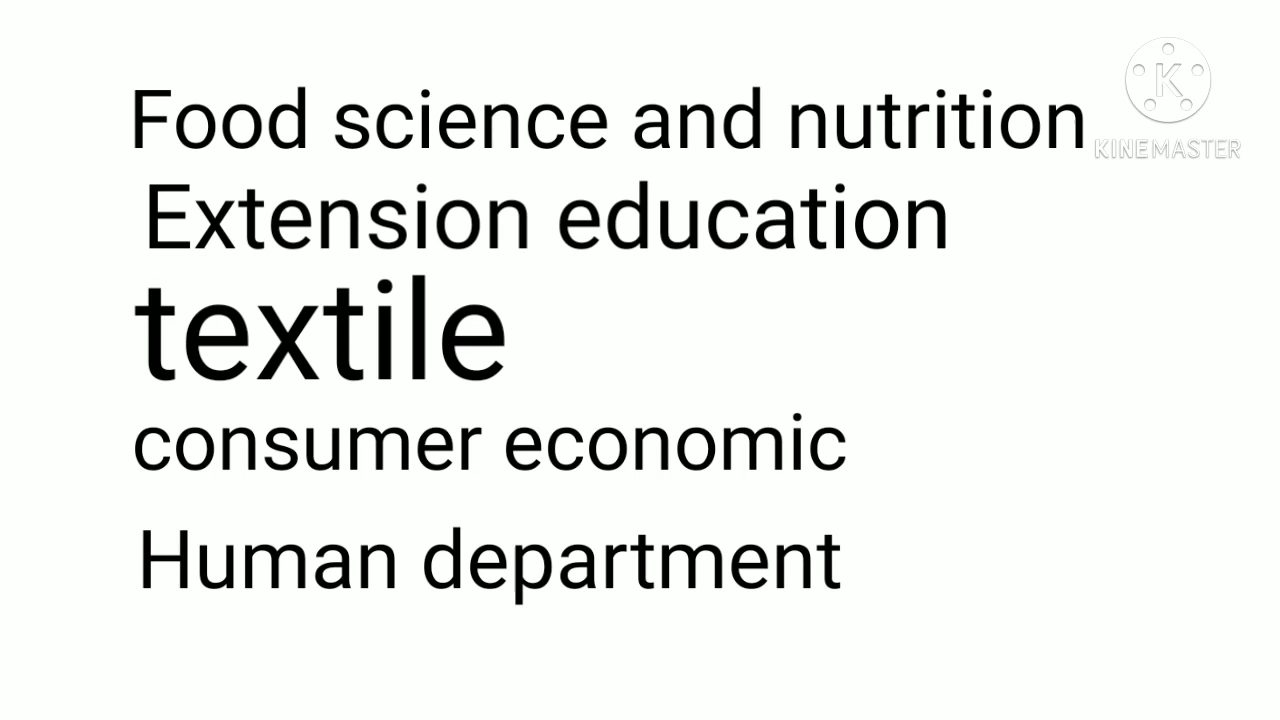 Food science and nutrition
KINEMASTER
Extension education
textile
consumer economic
Human department